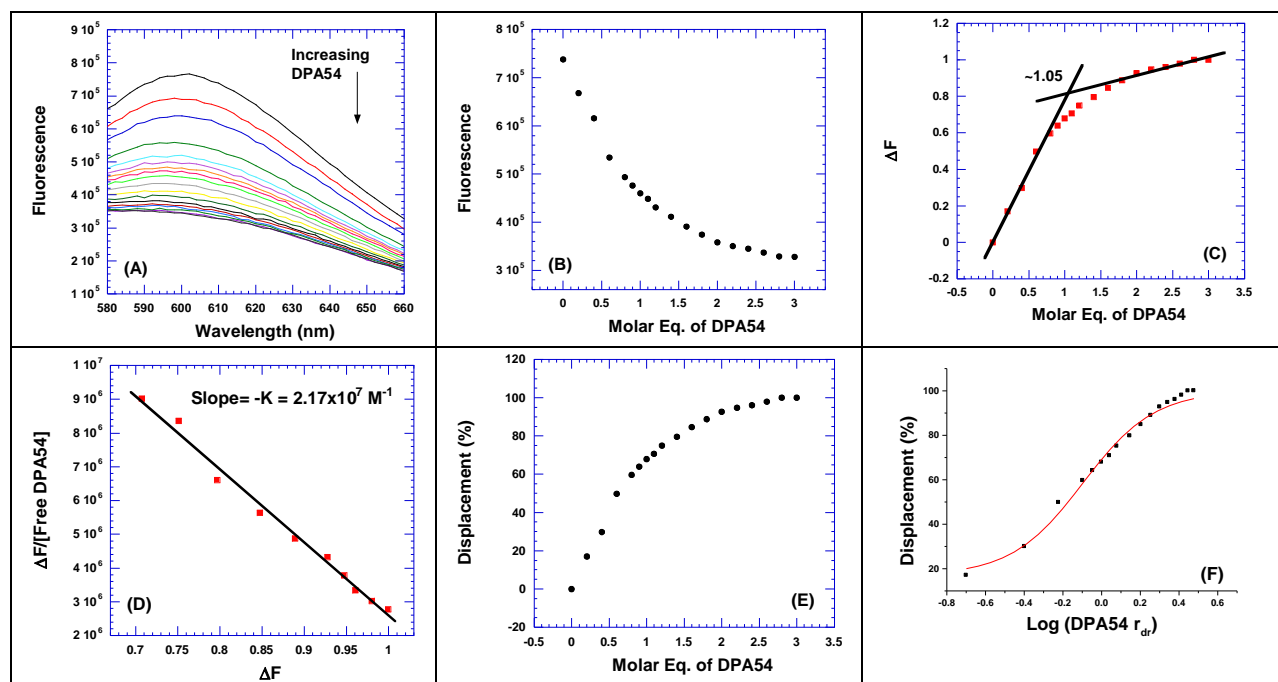 9 10⁵
8 10⁵
7 10⁵
6 10⁵
5 10⁵
4 10⁵
3 10⁵
2 10⁵
1 10⁵
Fluorescence
Increasing
DPA54
(A)
580 590 600 610 620 630 640 650 660
Wavelength (nm)
8 10⁵
7 10⁵
6 10⁵
5 10⁵
4 10⁵
3 10⁵
Fluorescence
(B)
0 0.5 1 1.5 2 2.5 3
Molar Eq. of DPA54
1.2
1
0.8
0.6
0.4
0.2
0
-0.2
ΔF
~1.05
(C)
-0.5 0 0.5 1 1.5 2 2.5 3 3.5
Molar Eq. of DPA54
1 10⁷
9 10⁶
8 10⁶
7 10⁶
6 10⁶
5 10⁶
4 10⁶
3 10⁶
2 10⁶
ΔF/[Free DPA54]
Slope= -K = 2.17x10⁷ M⁻¹
(D)
0.7 0.75 0.8 0.85 0.9 0.95 1
ΔF
120
100
80
60
40
20
0
-20
Displacement (%)
(E)
-0.5 0 0.5 1 1.5 2 2.5 3 3.5
Molar Eq. of DPA54
100
80
60
40
20
Displacement (%)
(F)
-0.8 -0.6 -0.4 -0.2 0.0 0.2 0.4 0.6
Log (DPA54 r_dr)